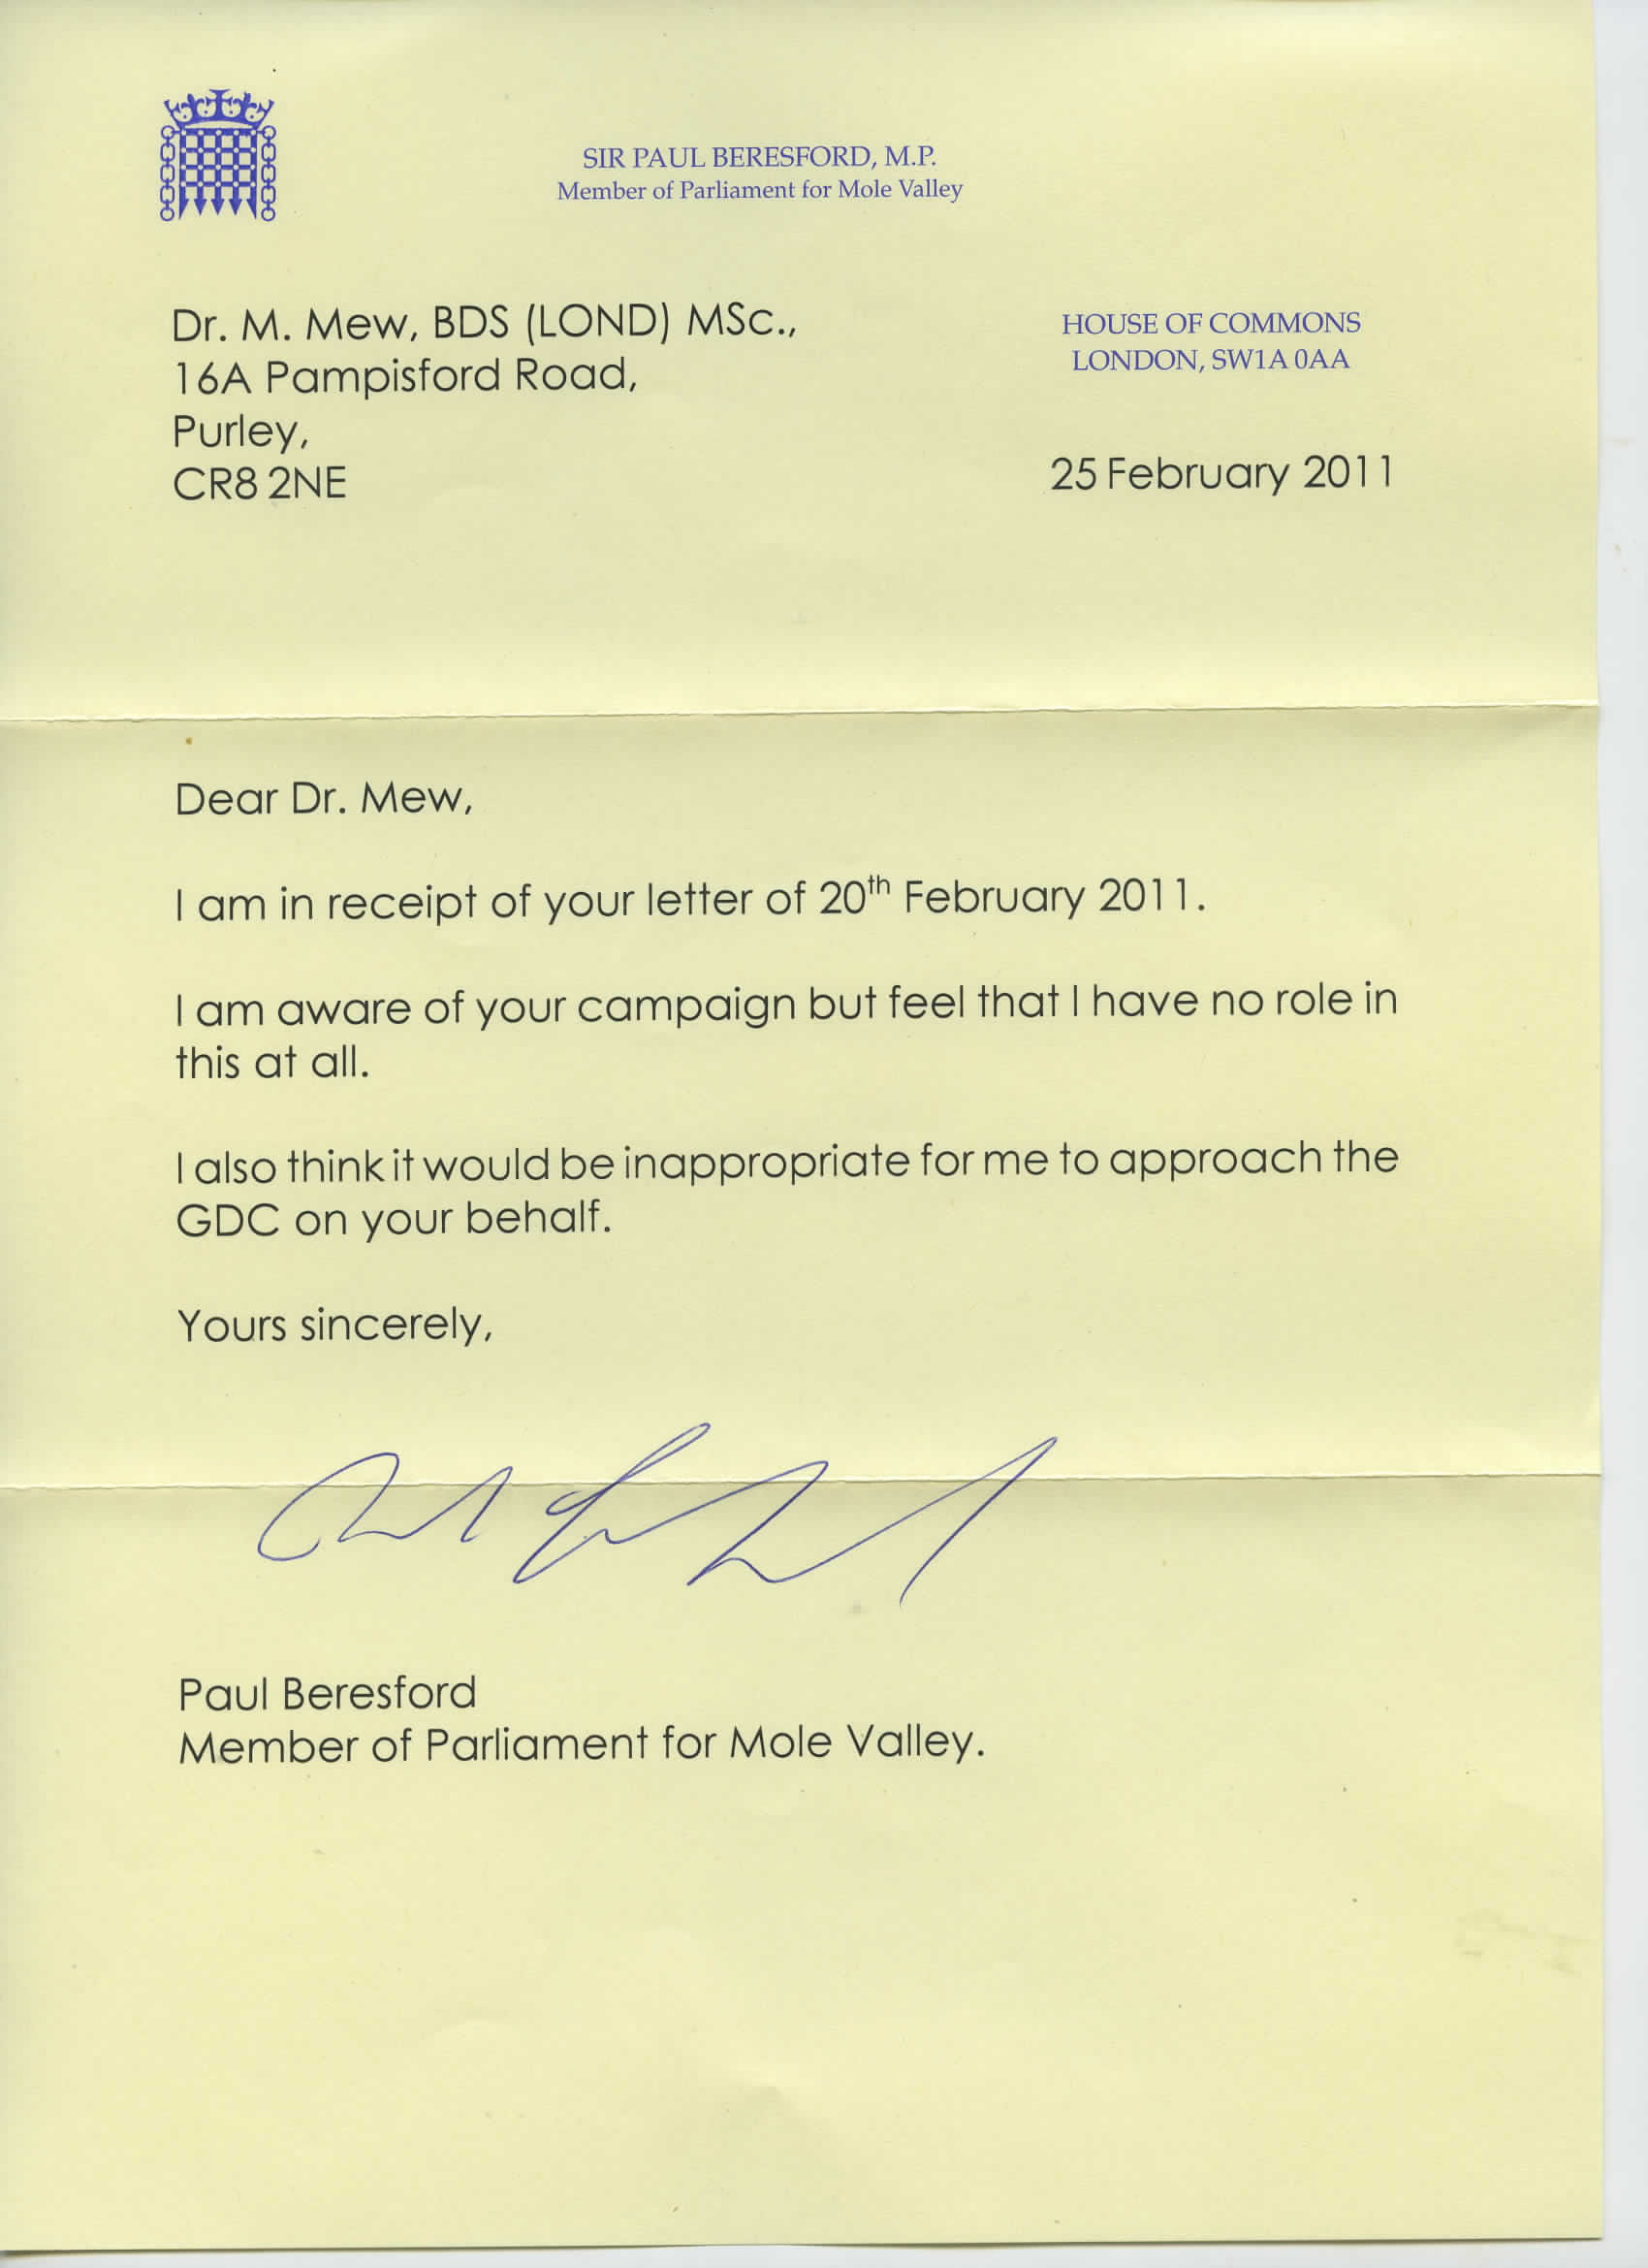 SIR PAUL BERESFORD, M.P.
Member of Parliament for Mole Valley
Dr. M. Mew, BDS (LOND) MSc.,
16A Pampisford Road,
Purley,
CR8 2NE
HOUSE OF COMMONS
LONDON, SW1A 0AA
25 February 2011
Dear Dr. Mew,
I am in receipt of your letter of 20th February 2011.
I am aware of your campaign but feel that I have no role in
this at all.
I also think it would be inappropriate for me to approach the
GDC on your behalf.
Yours sincerely,
Paul Beresford
Member of Parliament for Mole Valley.